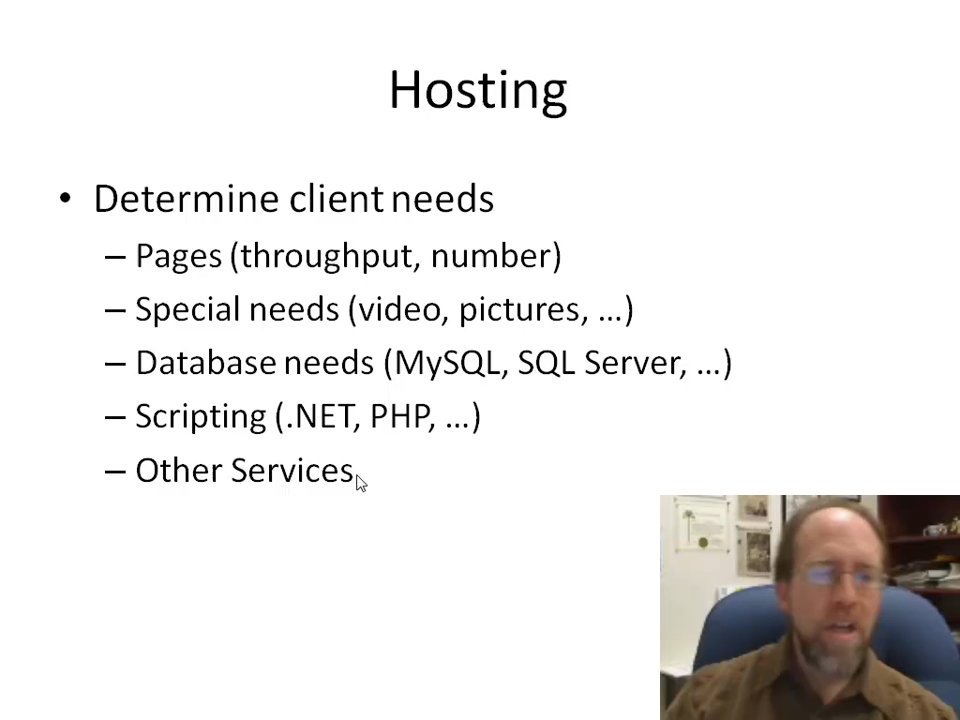 Hosting
• Determine client needs
– Pages (throughput, number)
– Special needs (video, pictures, …)
– Database needs (MySQL, SQL Server, …)
– Scripting (.NET, PHP, …)
– Other Services